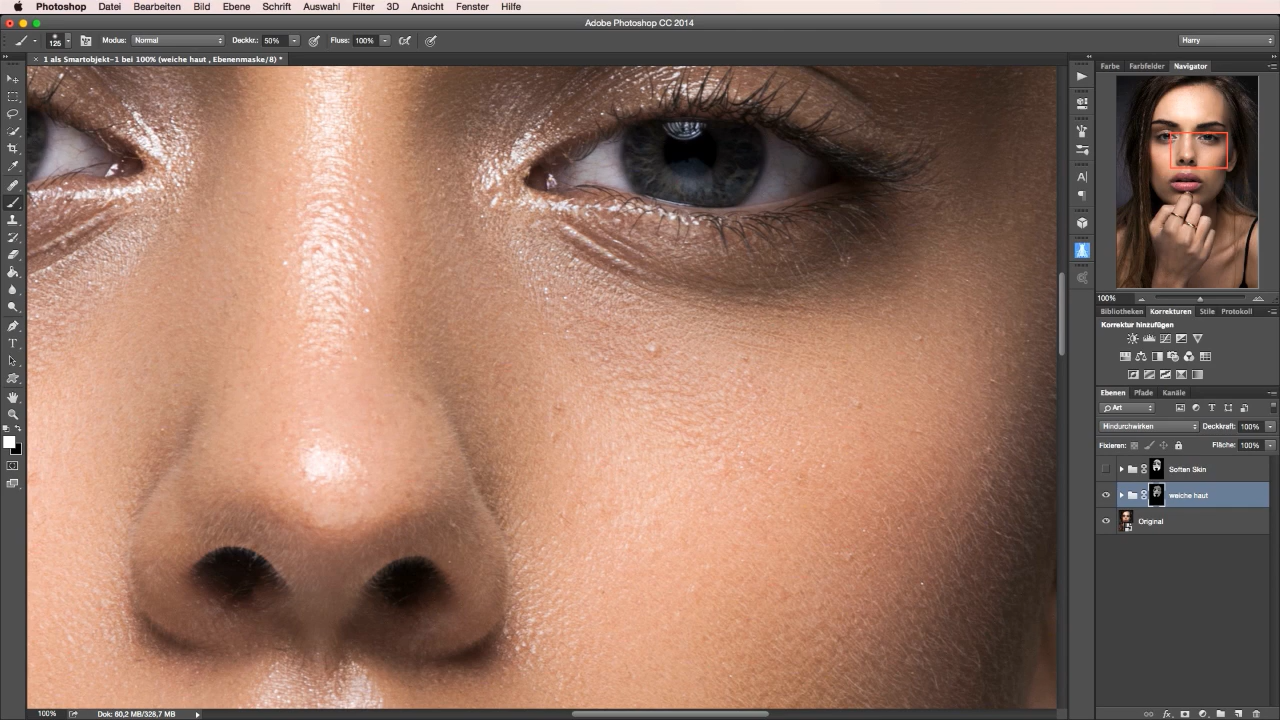 Photoshop Datei Bearbeiten Bild Ebene Schrift Auswahl Filter 3D Ansicht Fenster Hilfe
Adobe Photoshop CC 2014
125 Modus: Normal Deckkr.: 50% Fluss: 100% Harry
× 1 als Smartobjekt-1 bei 100% (weiche haut , Ebenenmaske/8) *
Farbe Farbfelder Navigator
100%
Bibliotheken Korrekturen Stile Protokoll
Korrektur hinzufügen
Ebenen Pfade Kanäle
Art
Hindurchwirken Deckkraft: 100%
Fixieren: Fläche: 100%
Soften Skin
weiche haut
Original
100% Dok: 60,2 MB/328,7 MB